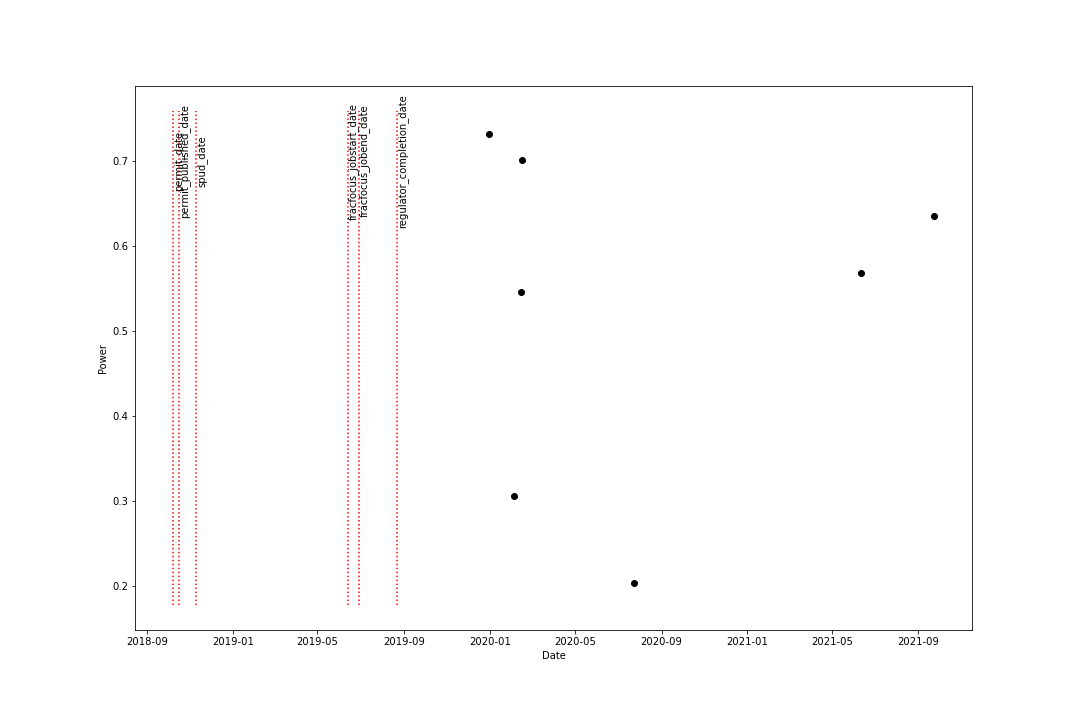 permit_date
permit_published_date
spud_date
fracfocus_jobstart_date
fracfocus_jobend_date
regulator_completion_date
0.7
0.6
0.5
0.4
0.3
0.2
Power
2018-09 2019-01 2019-05 2019-09 2020-01 2020-05 2020-09 2021-01 2021-05 2021-09
Date